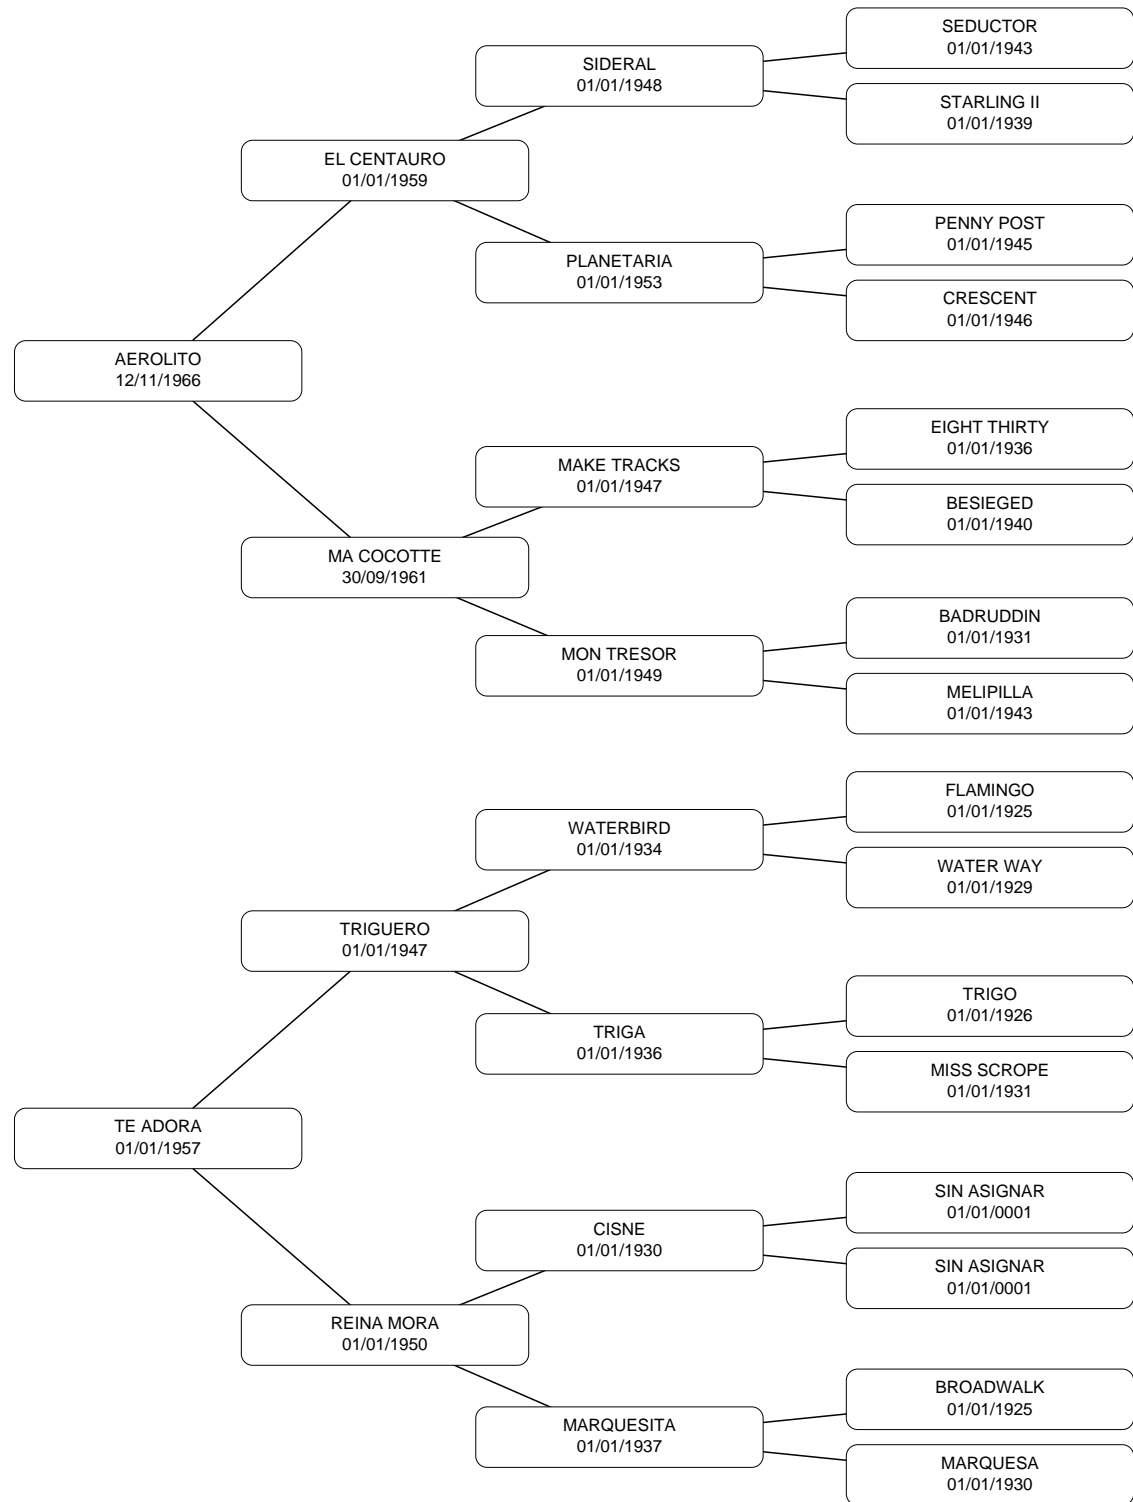 SEDUCTOR
01/01/1943
SIDERAL
01/01/1948
STARLING II
01/01/1939
EL CENTAURO
01/01/1959
PENNY POST
01/01/1945
PLANETARIA
01/01/1953
CRESCENT
01/01/1946
AEROLITO
12/11/1966
EIGHT THIRTY
01/01/1936
MAKE TRACKS
01/01/1947
BESIEGED
01/01/1940
MA COCOTTE
30/09/1961
BADRUDDIN
01/01/1931
MON TRESOR
01/01/1949
MELIPILLA
01/01/1943
FLAMINGO
01/01/1925
WATERBIRD
01/01/1934
WATER WAY
01/01/1929
TRIGUERO
01/01/1947
TRIGO
01/01/1926
TRIGA
01/01/1936
MISS SCROPE
01/01/1931
TE ADORA
01/01/1957
SIN ASIGNAR
01/01/0001
CISNE
01/01/1930
SIN ASIGNAR
01/01/0001
REINA MORA
01/01/1950
BROADWALK
01/01/1925
MARQUESITA
01/01/1937
MARQUESA
01/01/1930